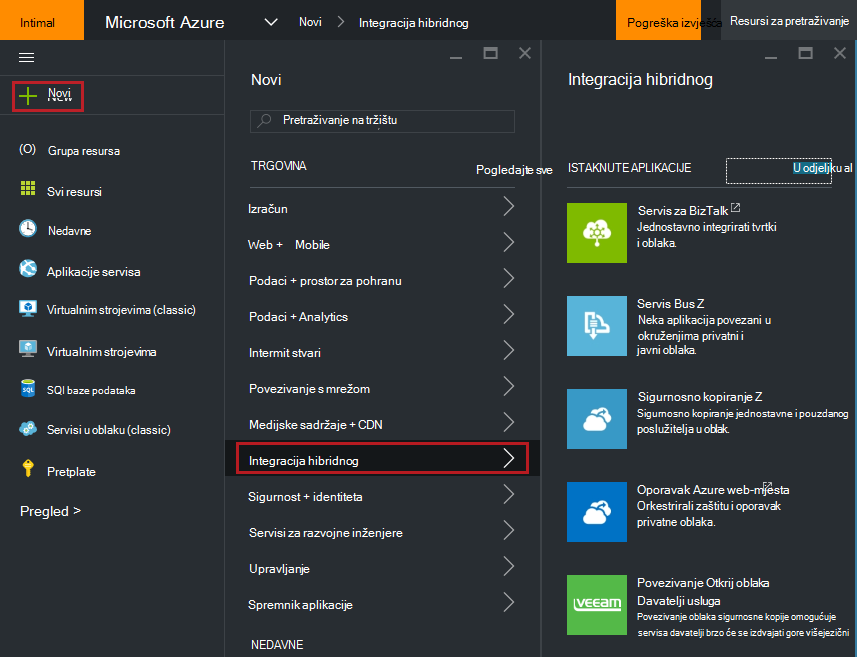 Intimal
Microsoft Azure
Novi
Integracija hibridnog
Pogreška izvješća
Resursi za pretraživanje
Novi
Grupa resursa
Svi resursi
Nedavne
Aplikacije servisa
Virtualnim strojevima (classic)
Virtualnim strojevima
SQL
SQl baze podataka
Servisi u oblaku (classic)
Pretplate
Pregled >
Novi
Pretraživanje na tržištu
TRGOVINA
Pogledajte sve
Izračun
Web + Mobile
Podaci + prostor za pohranu
Podaci + Analytics
Intermit stvari
Povezivanje s mrežom
Medijske sadržaje + CDN
Integracija hibridnog
Sigurnost + identiteta
Servisi za razvojne inženjere
Upravljanje
Spremnik aplikacije
NEDAVNE
Integracija hibridnog
ISTAKNUTE APLIKACIJE
U odjeljku al
Servis za BizTalk
Jednostavno integrirati tvrtki
i oblaka.
Servis Bus Z
Neka aplikacija povezani u
okruženjima privatni i
javni oblaka.
Sigurnosno kopiranje Z
Sigurnosno kopiranje jednostavne i pouzdanog
poslužitelja u oblak.
Oporavak Azure web-mjesta
Orkestrirali zaštitu i oporavak
privatne oblaka.
veeam
Povezivanje Otkrij oblaka
Davatelji usluga
Povezivanje oblaka sigurnosne kopije omogućuje
servisa davatelji brzo će se izdvajati gore višejezični